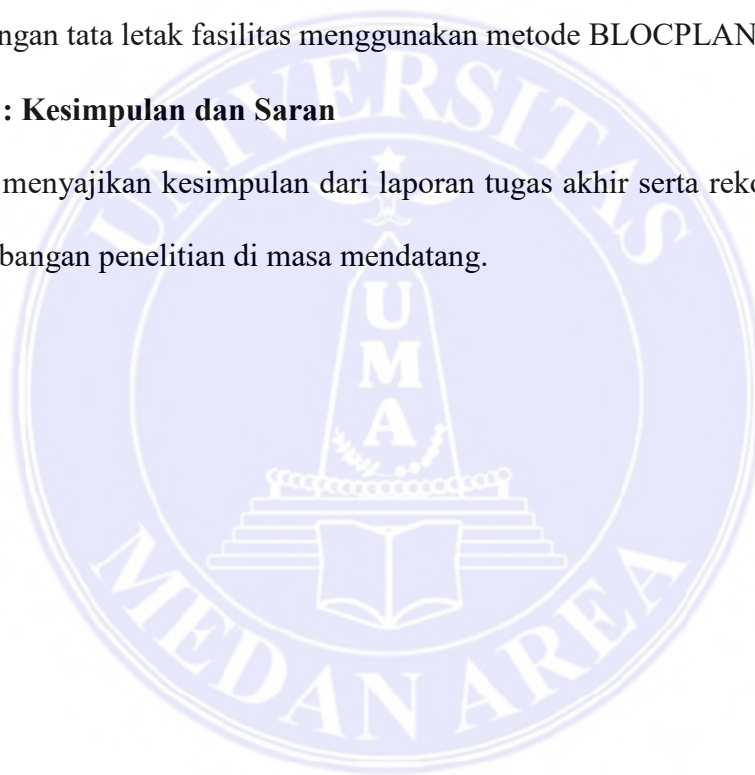 ngan tata letak fasilitas menggunakan metode BLOCPLAN
: Kesimpulan dan Saran
menyajikan kesimpulan dari laporan tugas akhir serta reko
bangan penelitian di masa mendatang.
UNIVERSITAS
U
M
A
MEDAN AREA